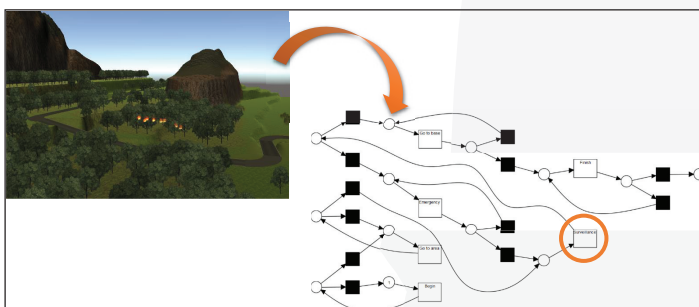 Go to base
Finish
Emergency
Surveillance
Go to area
Begin